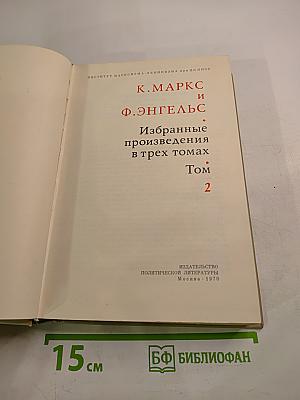 ИНСТИТУТ МАРКСИЗМА-ЛЕНИНИЗМА ПРИ ЦК КПСС
К. МАРКС
и
Ф. ЭНГЕЛЬС
Избранные
произведения
в трех томах
Том
2
ИЗДАТЕЛЬСТВО
ПОЛИТИЧЕСКОЙ ЛИТЕРАТУРЫ
Москва · 1970
15 см
БФ БИБЛИОФАН